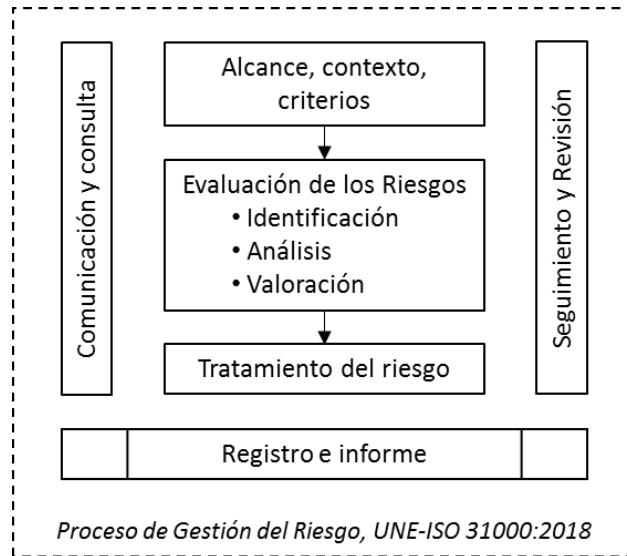 Comunicación y consulta
Alcance, contexto,
criterios
Evaluación de los Riesgos
• Identificación
• Análisis
• Valoración
Tratamiento del riesgo
Seguimiento y Revisión
Registro e informe
Proceso de Gestión del Riesgo, UNE-ISO 31000:2018